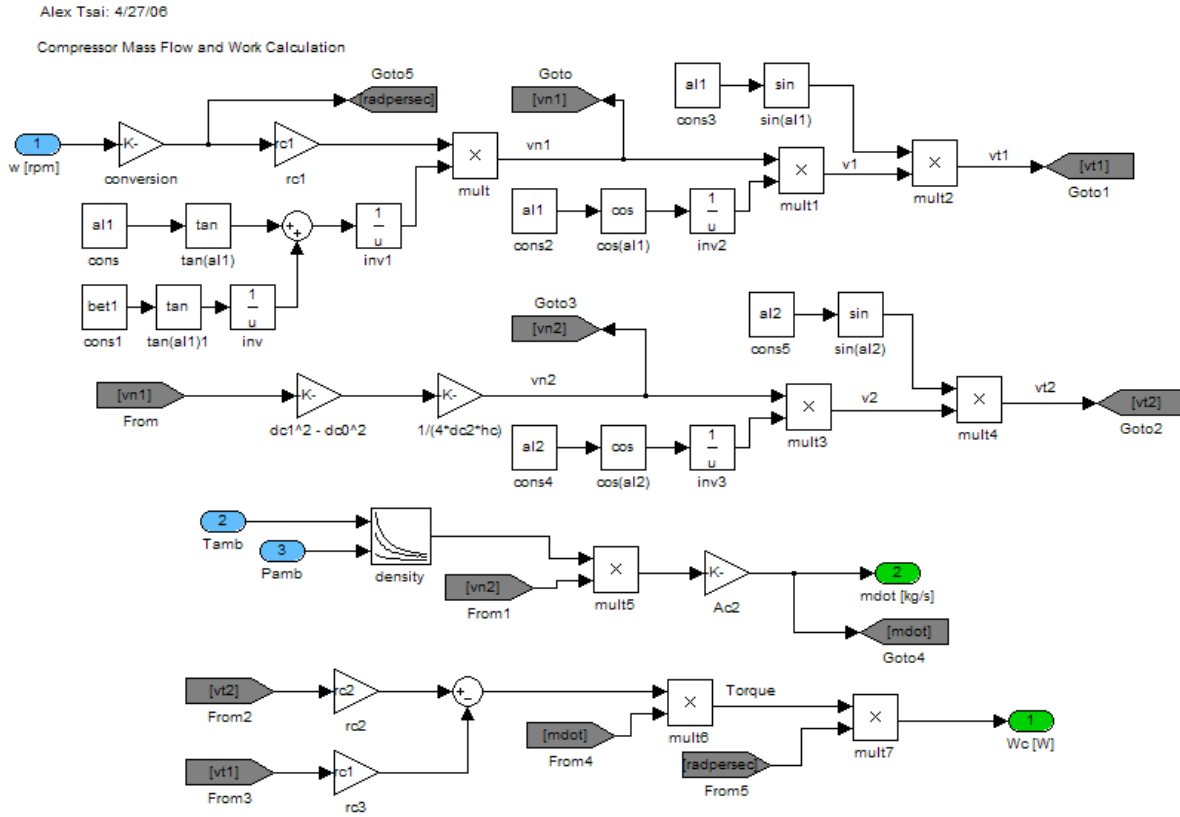 Alex Tsai: 4/27/06
Compressor Mass Flow and Work Calculation
Goto5
[radpersec]
Goto
[vn1]
al1
cons3
sin
sin(al1)
1
w [rpm]
K-
conversion
rc1
rc1
×
mult
vn1
×
mult1
v1
×
mult2
vt1
[vt1]
Goto1
al1
cons
tan
tan(al1)
+
+
1
u
inv1
al1
cons2
cos
cos(al1)
1
u
inv2
bet1
cons1
tan
tan(al1)1
1
u
inv
Goto3
[vn2]
al2
cons5
sin
sin(al2)
[vn1]
From
K-
dc1^2 - dc0^2
K-
1/(4*dc2*hc)
vn2
×
mult3
v2
×
mult4
vt2
[vt2]
Goto2
al2
cons4
cos
cos(al2)
1
u
inv3
2
Tamb
3
Pamb
density
[vn2]
From1
×
mult5
K-
Ac2
2
mdot [kg/s]
[mdot]
Goto4
[vt2]
From2
rc2
rc2
+
−
×
mult6
Torque
×
mult7
1
Wc [W]
[mdot]
From4
[radpersec]
From5
[vt1]
From3
rc1
rc3